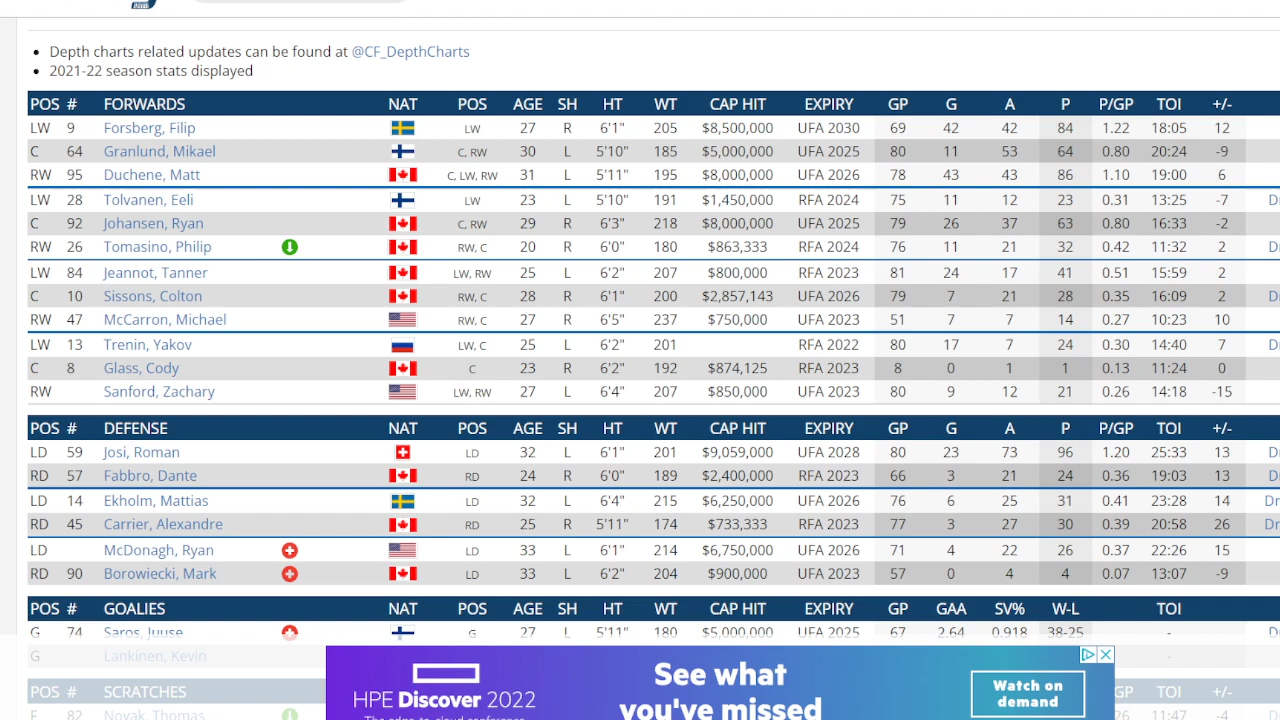 Depth charts related updates can be found at @CF_DepthCharts
2021-22 season stats displayed
POS # FORWARDS NAT POS AGE SH HT WT CAP HIT EXPIRY GP G A P P/GP TOI +/-
LW 9 Forsberg, Filip LW 27 R 6'1" 205 $8,500,000 UFA 2030 69 42 42 84 1.22 18:05 12
C 64 Granlund, Mikael C, RW 30 L 5'10" 185 $5,000,000 UFA 2025 80 11 53 64 0.80 20:24 -9
RW 95 Duchene, Matt C, LW, RW 31 L 5'11" 195 $8,000,000 UFA 2026 78 43 43 86 1.10 19:00 6
LW 28 Tolvanen, Eeli LW 23 L 5'10" 191 $1,450,000 RFA 2024 75 11 12 23 0.31 13:25 -7 D
C 92 Johansen, Ryan C, RW 29 R 6'3" 218 $8,000,000 UFA 2025 79 26 37 63 0.80 16:33 -2
RW 26 Tomasino, Philip RW, C 20 R 6'0" 180 $863,333 RFA 2024 76 11 21 32 0.42 11:32 2 D
LW 84 Jeannot, Tanner LW, RW 25 L 6'2" 207 $800,000 RFA 2023 81 24 17 41 0.51 15:59 2
C 10 Sissons, Colton RW, C 28 R 6'1" 200 $2,857,143 UFA 2026 79 7 21 28 0.35 16:09 2 D
RW 47 McCarron, Michael RW, C 27 R 6'5" 237 $750,000 UFA 2023 51 7 7 14 0.27 10:23 10
LW 13 Trenin, Yakov LW, C 25 L 6'2" 201 RFA 2022 80 17 7 24 0.30 14:40 7 D
C 8 Glass, Cody C 23 R 6'2" 192 $874,125 RFA 2023 8 0 1 1 0.13 11:24 0
RW Sanford, Zachary LW, RW 27 L 6'4" 207 $850,000 UFA 2023 80 9 12 21 0.26 14:18 -15
POS # DEFENSE NAT POS AGE SH HT WT CAP HIT EXPIRY GP G A P P/GP TOI +/-
LD 59 Josi, Roman LD 32 L 6'1" 201 $9,059,000 UFA 2028 80 23 73 96 1.20 25:33 13 D
RD 57 Fabbro, Dante RD 24 R 6'0" 189 $2,400,000 RFA 2023 66 3 21 24 0.36 19:03 13 D
LD 14 Ekholm, Mattias LD 32 L 6'4" 215 $6,250,000 UFA 2026 76 6 25 31 0.41 23:28 14 Dr
RD 45 Carrier, Alexandre RD 25 R 5'11" 174 $733,333 RFA 2023 77 3 27 30 0.39 20:58 26 Dr
LD McDonagh, Ryan LD 33 L 6'1" 214 $6,750,000 UFA 2026 71 4 22 26 0.37 22:26 15
RD 90 Borowiecki, Mark LD 33 L 6'2" 204 $900,000 UFA 2023 57 0 4 4 0.07 13:07 -9
POS # GOALIES NAT POS AGE SH HT WT CAP HIT EXPIRY GP GAA SV% W-L TOI
G 74 Saros, Juuse G 27 L 5'11" 180 $5,000,000 UFA 2025 67 2.64 0.918 38-25 - D
G Lankinen, Kevin -
POS # SCRATCHES GP TOI +/-
F 82 Novak, Thomas 11:47 -4
HPE Discover 2022
The edge-to-cloud conference
See what
you've missed
Watch on
demand